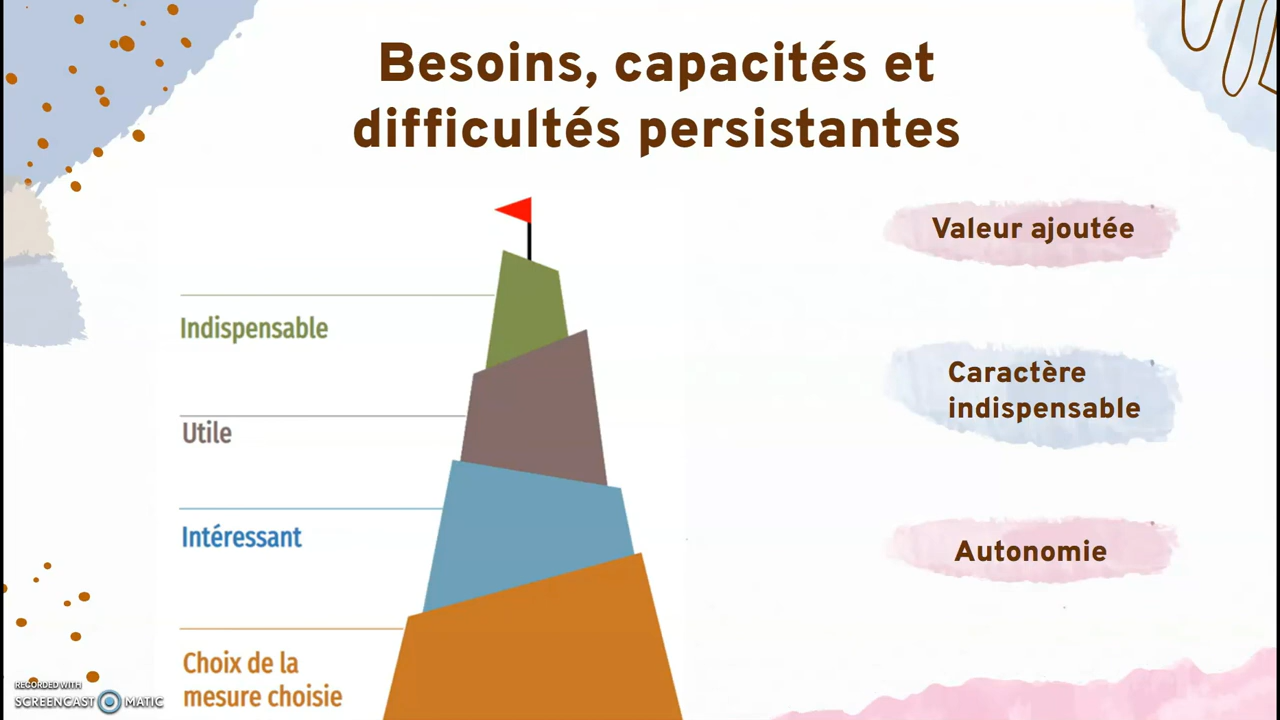 Besoins, capacités et
difficultés persistantes
Indispensable
Utile
Intéressant
Choix de la
mesure choisie
Valeur ajoutée
Caractère
indispensable
Autonomie
RECORDED WITH
SCREENCAST MATIC